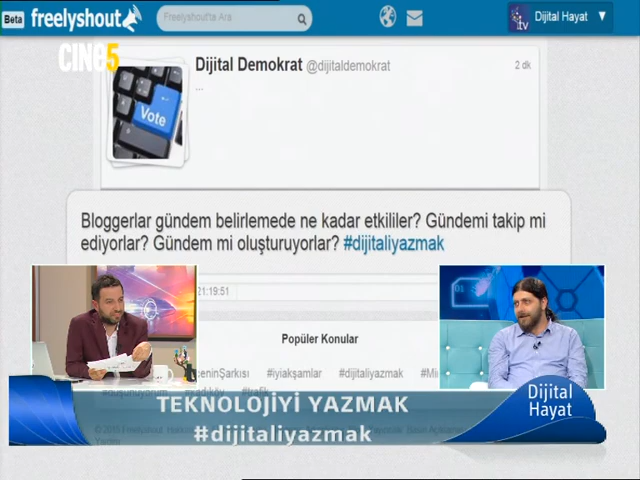 Beta freelyshout
Freelyshout'ta Ara
Dijital Hayat
CINE5
Dijital Demokrat @dijitaldemokrat
2 dk
...
Vote
Bloggerlar gündem belirlemede ne kadar etkililer? Gündemi takip mi
ediyorlar? Gündem mi oluşturuyorlar? #dijitaliyazmak
21:19:51
Popüler Konular
#iyiakşamlar #dijitaliyazmak
TEKNOLOJİYİ YAZMAK
#dijitaliyazmak
Dijital
Hayat